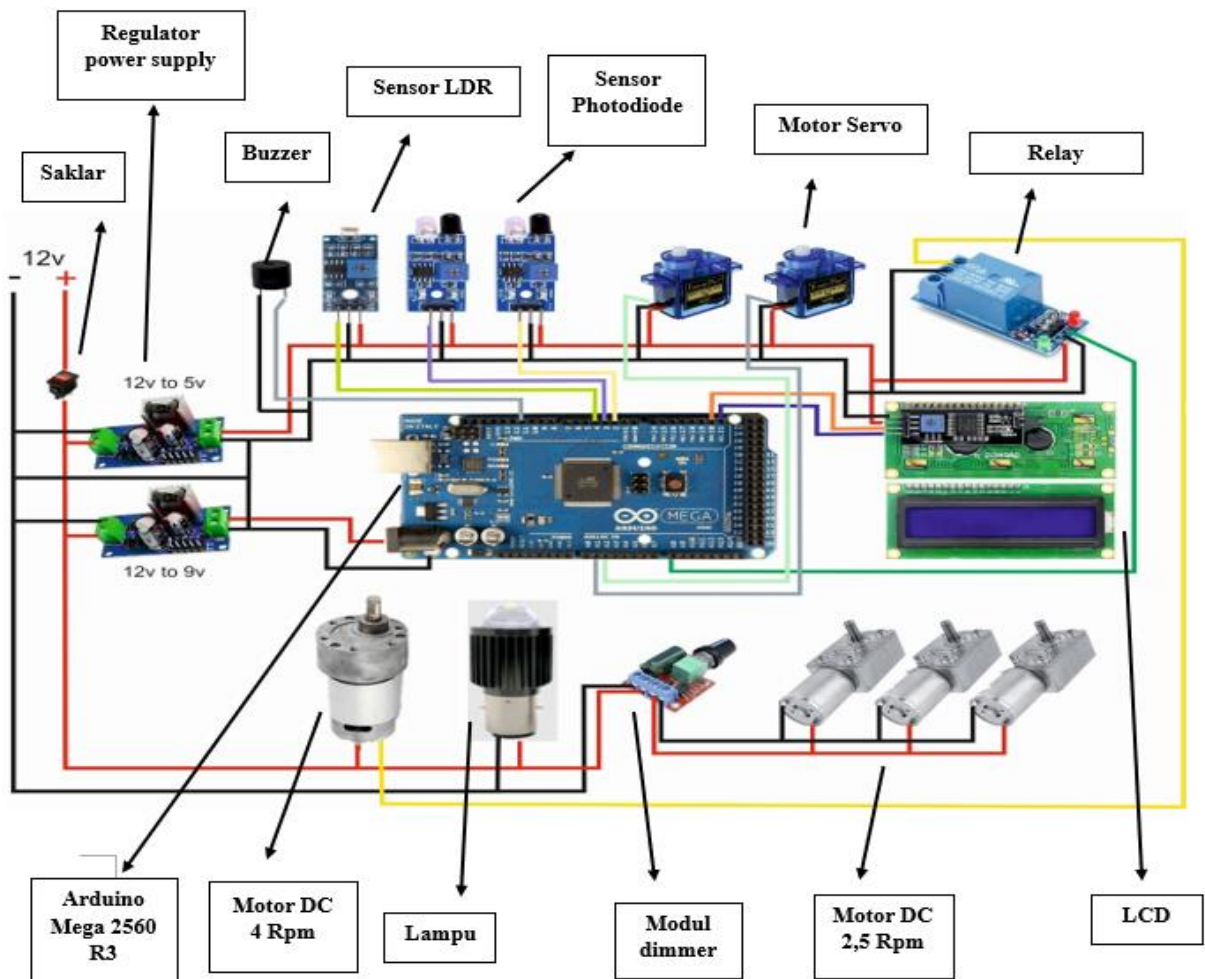 Regulator
power supply
Sensor LDR
Sensor
Photodiode
Motor Servo
Relay
Buzzer
Saklar
12v
-
+
12v to 5v
12v to 9v
ARDUINO
MEGA
Arduino
Mega 2560
R3
Motor DC
4 Rpm
Lampu
Modul
dimmer
Motor DC
2,5 Rpm
LCD